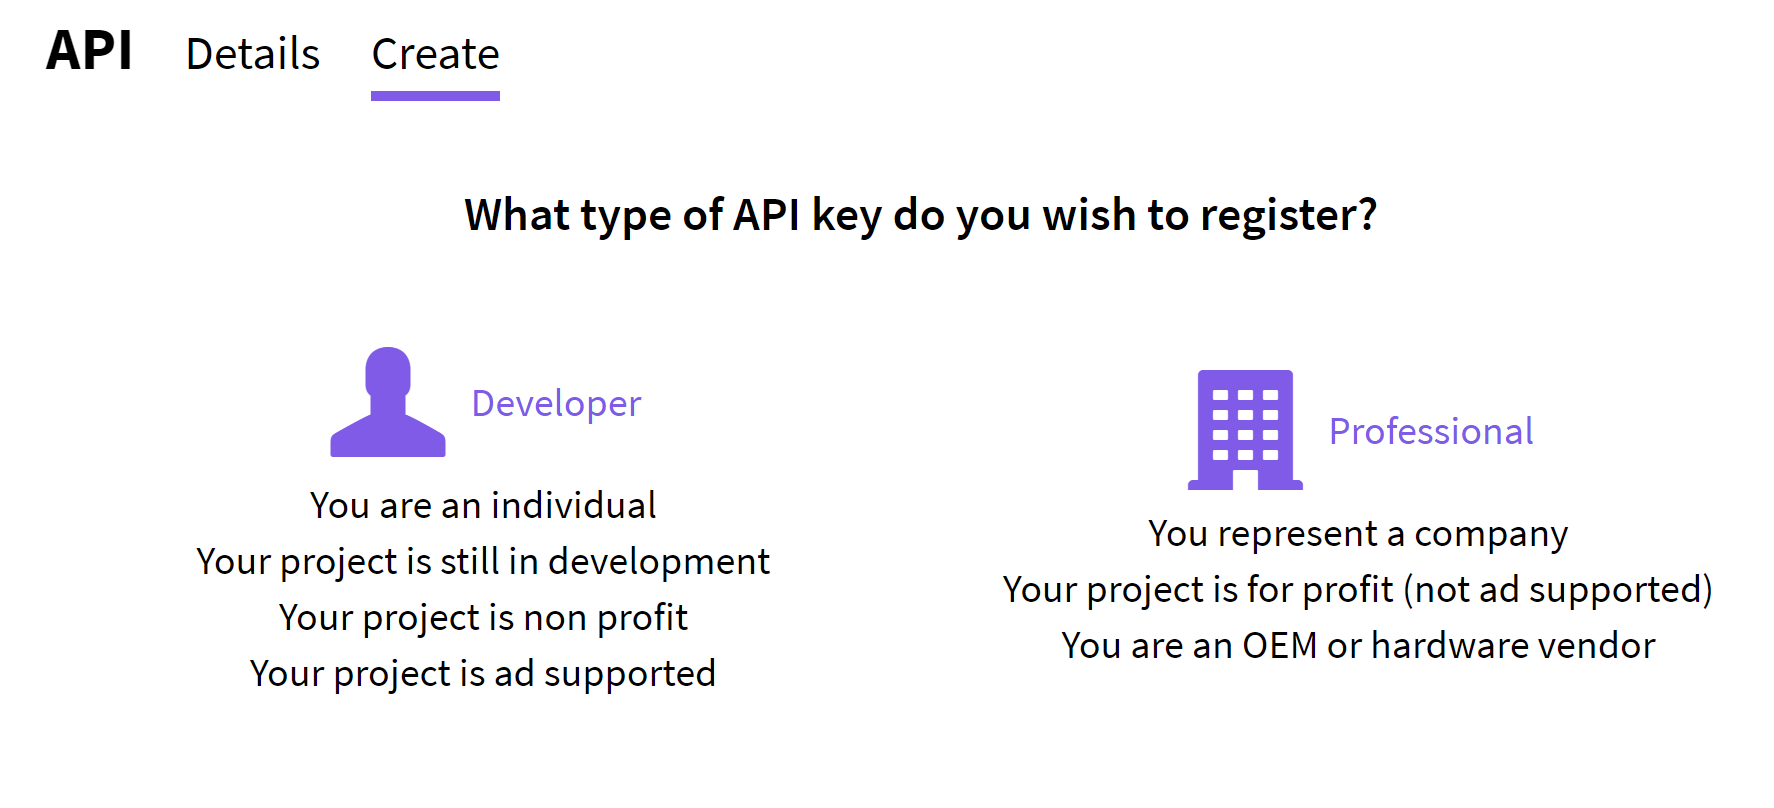 API Details Create
What type of API key do you wish to register?
Developer
You are an individual
Your project is still in development
Your project is non profit
Your project is ad supported
Professional
You represent a company
Your project is for profit (not ad supported)
You are an OEM or hardware vendor